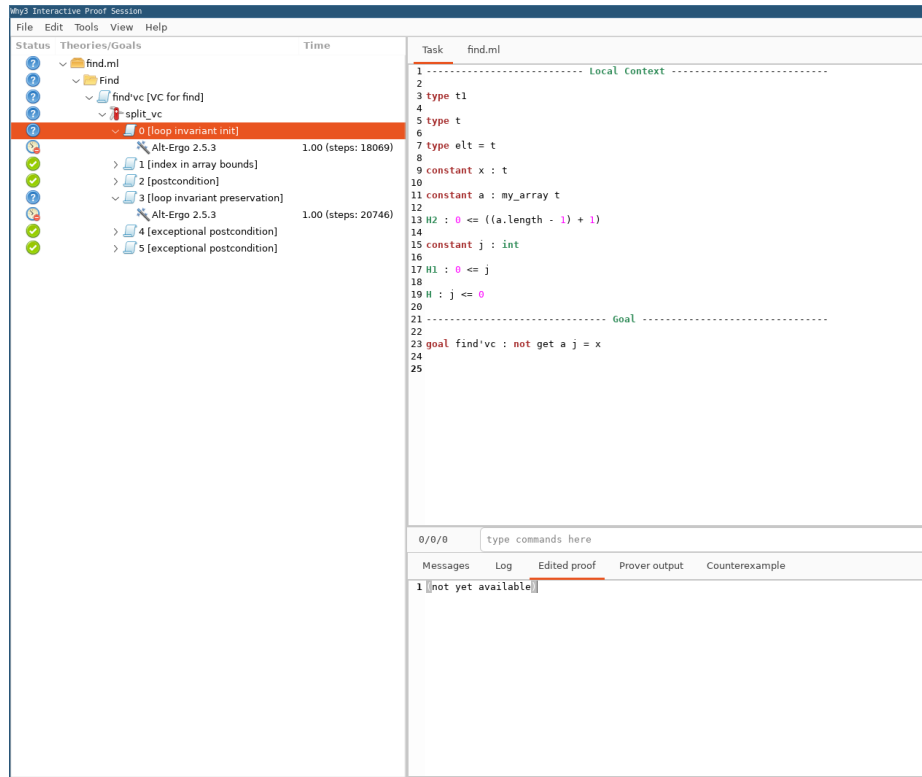 Why3 Interactive Proof Session
File Edit Tools View Help
Status Theories/Goals Time
find.ml
Find
find'vc [VC for find]
split_vc
0 [loop invariant init]
Alt-Ergo 2.5.3 1.00 (steps: 18069)
1 [index in array bounds]
2 [postcondition]
3 [loop invariant preservation]
Alt-Ergo 2.5.3 1.00 (steps: 20746)
4 [exceptional postcondition]
5 [exceptional postcondition]
Task find.ml
1 -------------------------- Local Context --------------------------
2
3 type t1
4
5 type t
6
7 type elt = t
8
9 constant x : t
10
11 constant a : my_array t
12
13 H2 : 0 <= ((a.length - 1) + 1)
14
15 constant j : int
16
17 H1 : 0 <= j
18
19 H : j <= 0
20
21 ------------------------------ Goal ------------------------------
22
23 goal find'vc : not get a j = x
24
25
0/0/0 type commands here
Messages Log Edited proof Prover output Counterexample
1 (not yet available)